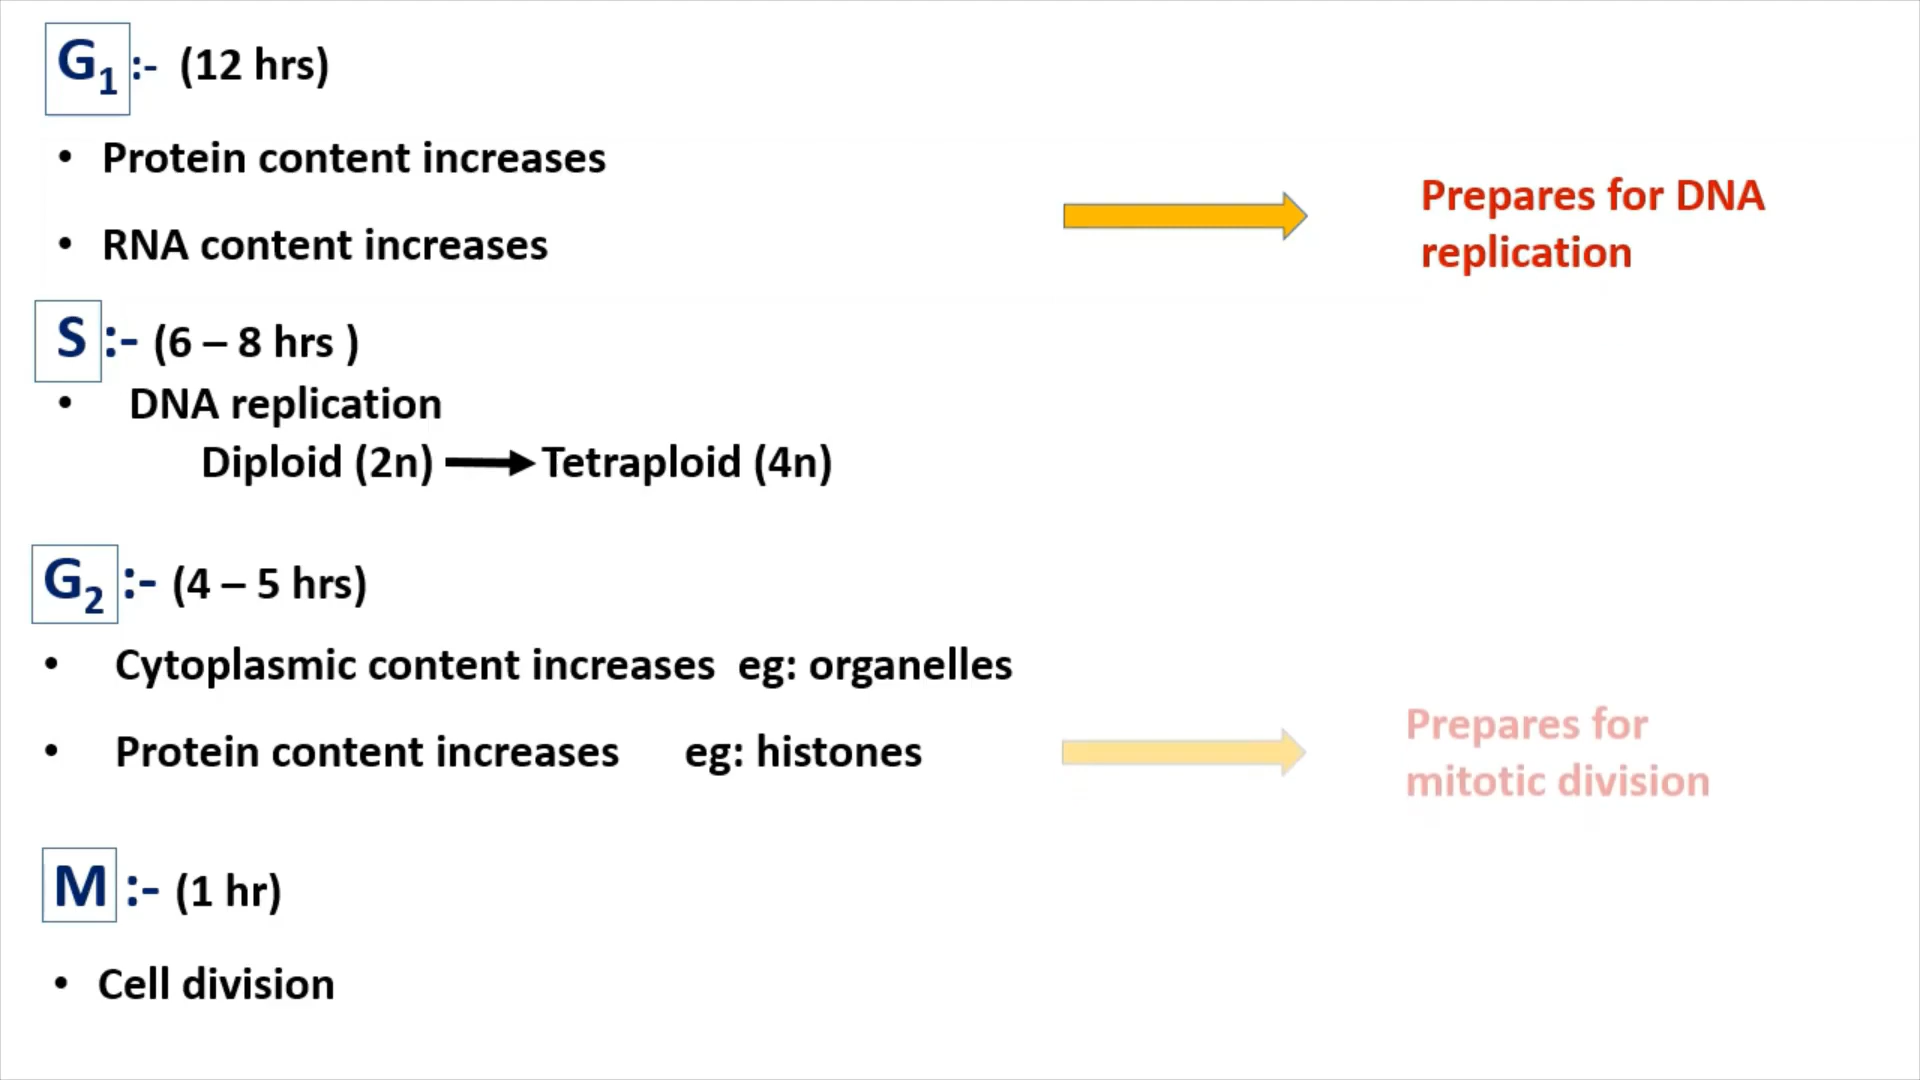 G1 :- (12 hrs)
• Protein content increases
• RNA content increases
Prepares for DNA
replication
S :- (6 – 8 hrs )
• DNA replication
Diploid (2n) → Tetraploid (4n)
G2 :- (4 – 5 hrs)
• Cytoplasmic content increases eg: organelles
• Protein content increases eg: histones
Prepares for
mitotic division
M :- (1 hr)
• Cell division